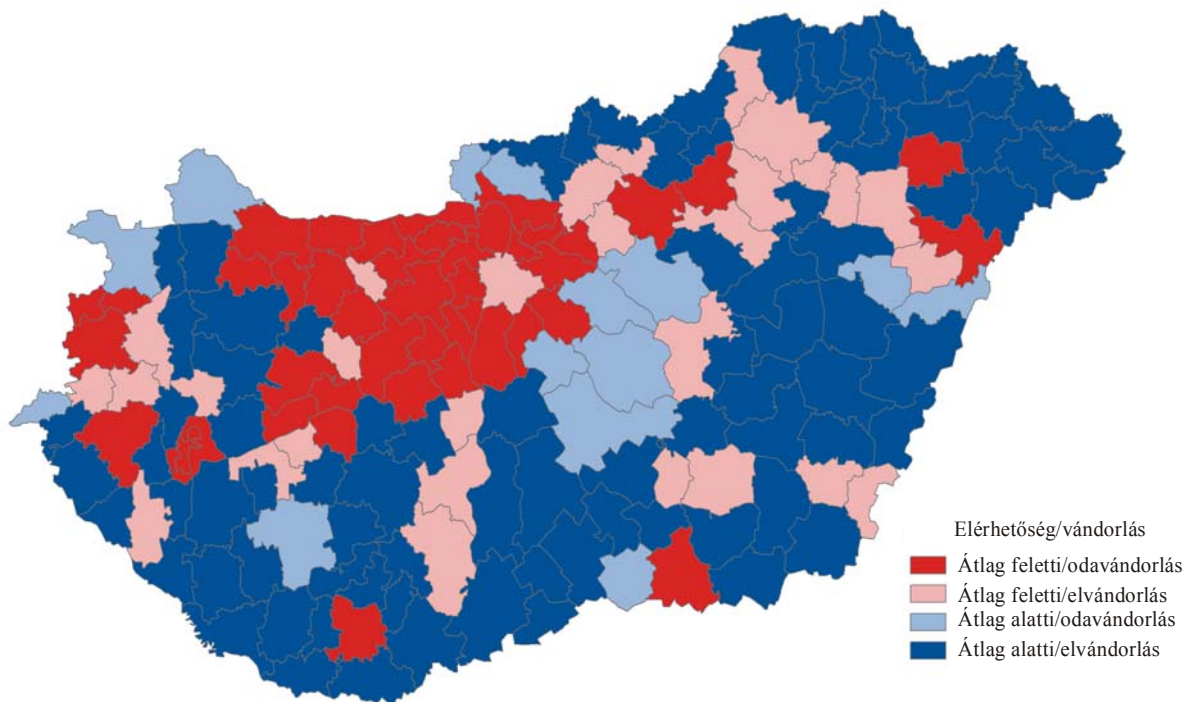 Elérhetőség/vándorlás
Átlag feletti/odavándorlás
Átlag feletti/elvándorlás
Átlag alatti/odavándorlás
Átlag alatti/elvándorlás